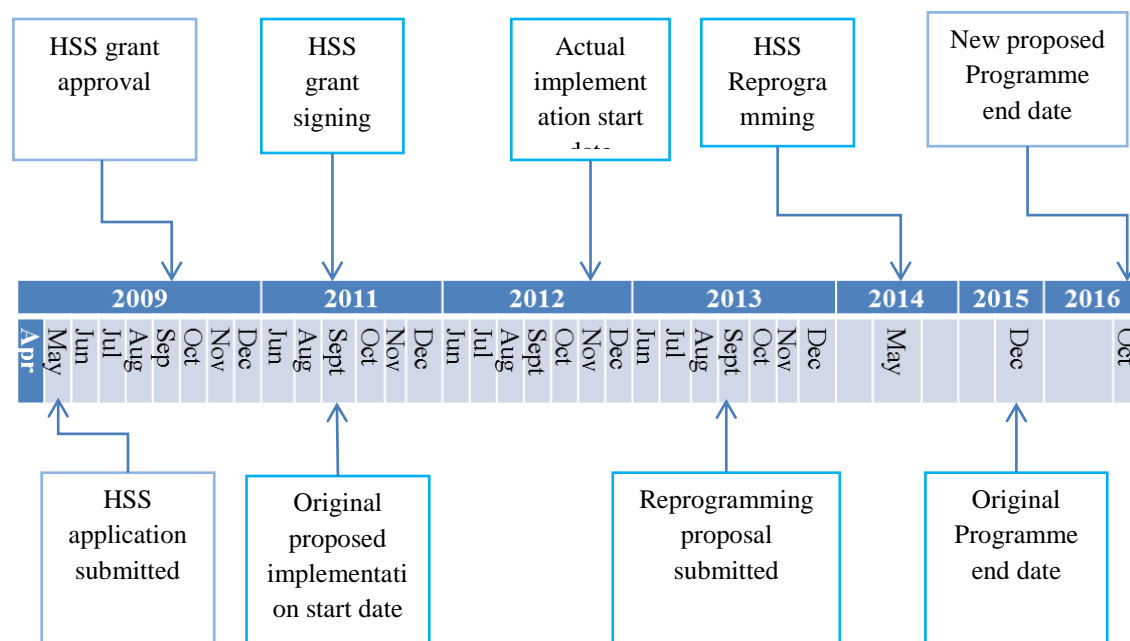 HSS grant
approval
HSS
grant
signing
Actual
implement
ation start
date
HSS
Reprogra
mming
New proposed
Programme
end date
2009 2011 2012 2013 2014 2015 2016
Apr May Jun Jul Aug Sep Oct Nov Dec Jun Aug Sept Oct Nov Dec Jun Jul Aug Sept Oct Nov Dec Jun Jul Aug Sept Oct Nov Dec May Dec Oct
HSS
application
submitted
Original
proposed
implementati
on start date
Reprogramming
proposal
submitted
Original
Programme
end date